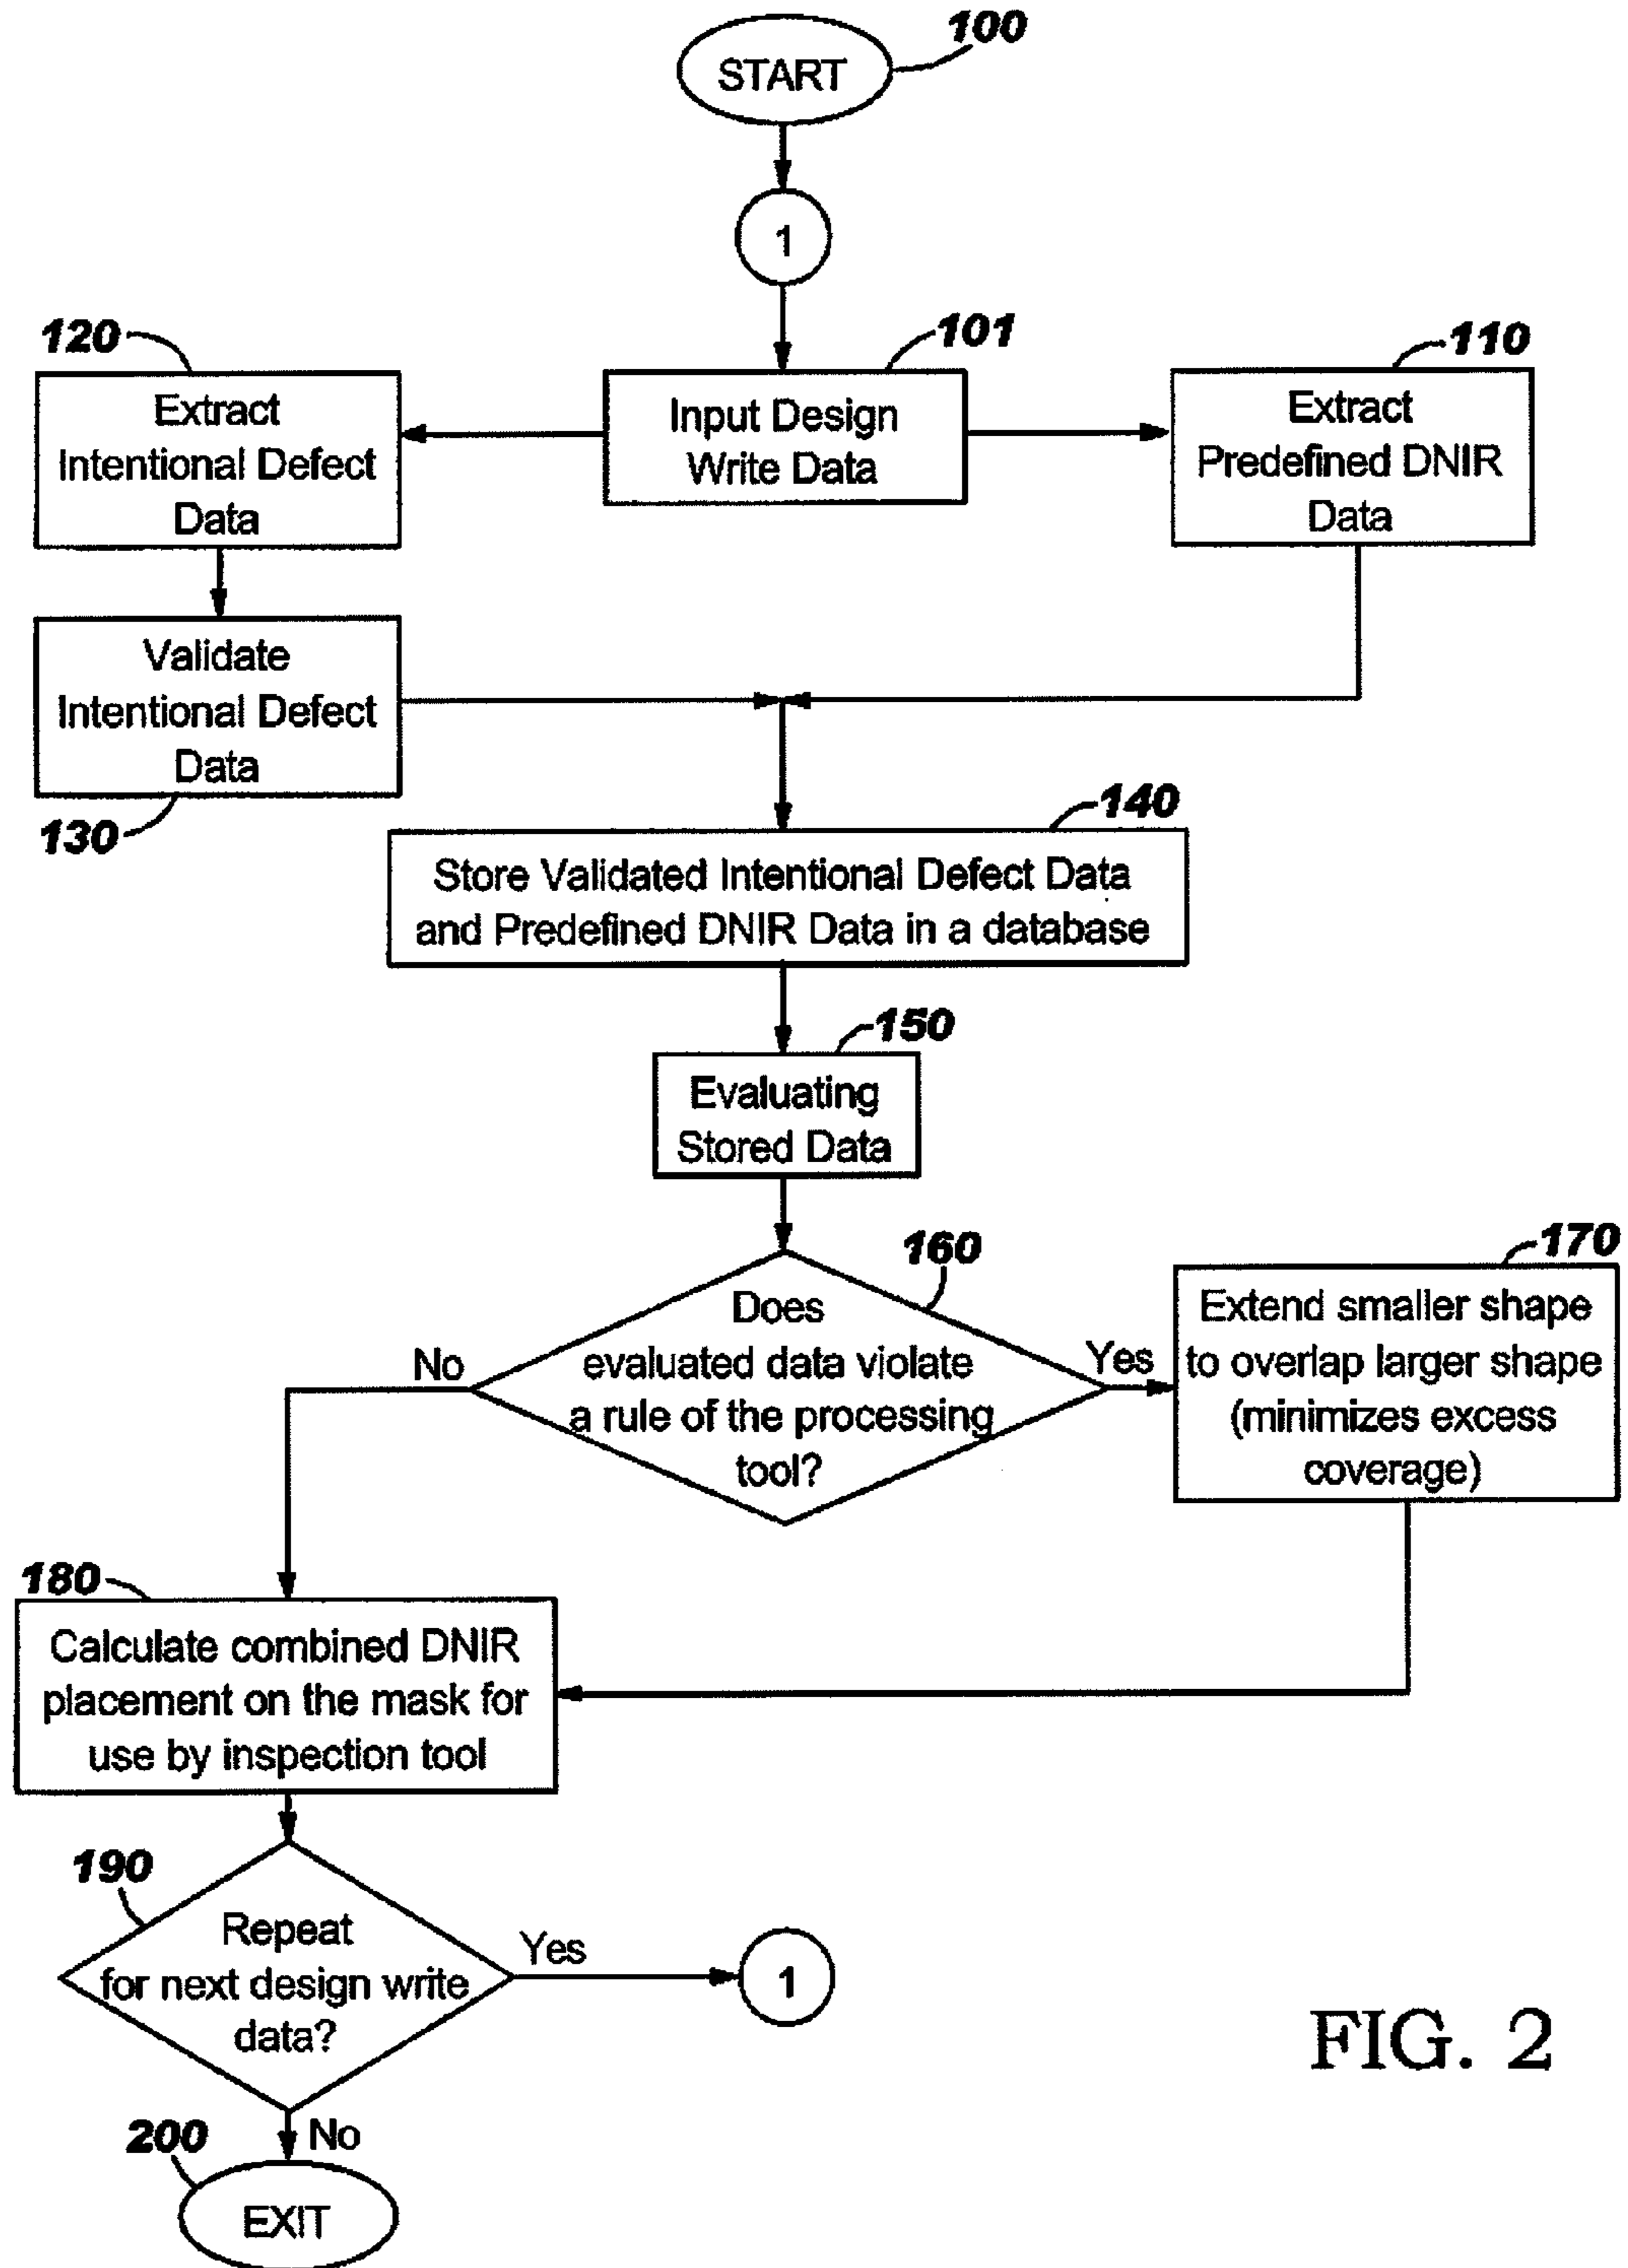 100
START
1
101
Input Design
Write Data
120
Extract
Intentional Defect
Data
110
Extract
Predefined DNIR
Data
Validate
Intentional Defect
Data
130
140
Store Validated Intentional Defect Data
and Predefined DNIR Data in a database
150
Evaluating
Stored Data
160
Does
evaluated data violate
a rule of the processing
tool?
No
Yes
170
Extend smaller shape
to overlap larger shape
(minimizes excess
coverage)
180
Calculate combined DNIR
placement on the mask for
use by inspection tool
190
Repeat
for next design write
data?
Yes
1
No
200
EXIT
FIG. 2